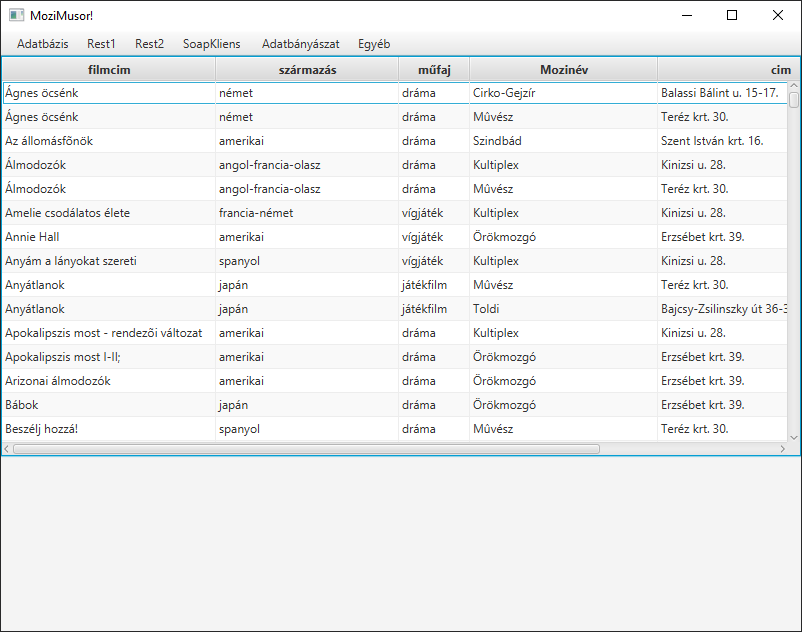 MoziMusor!
Adatbázis Rest1 Rest2 SoapKliens Adatbányászat Egyéb
filmcim származás műfaj Mozinév cim
Ágnes öcsénk német dráma Cirko-Gejzír Balassi Bálint u. 15-17.
Ágnes öcsénk német dráma Mûvész Teréz krt. 30.
Az állomásfõnök amerikai dráma Szindbád Szent István krt. 16.
Álmodozók angol-francia-olasz dráma Kultiplex Kinizsi u. 28.
Álmodozók angol-francia-olasz dráma Mûvész Teréz krt. 30.
Amelie csodálatos élete francia-német vígjáték Kultiplex Kinizsi u. 28.
Annie Hall amerikai vígjáték Örökmozgó Erzsébet krt. 39.
Anyám a lányokat szereti spanyol vígjáték Kultiplex Kinizsi u. 28.
Anyátlanok japán játékfilm Mûvész Teréz krt. 30.
Anyátlanok japán játékfilm Toldi Bajcsy-Zsilinszky út 36-3
Apokalipszis most - rendezõi változat amerikai dráma Kultiplex Kinizsi u. 28.
Apokalipszis most I-II; amerikai dráma Örökmozgó Erzsébet krt. 39.
Arizonai álmodozók amerikai dráma Örökmozgó Erzsébet krt. 39.
Bábok japán dráma Örökmozgó Erzsébet krt. 39.
Beszélj hozzá! spanyol dráma Mûvész Teréz krt. 30.